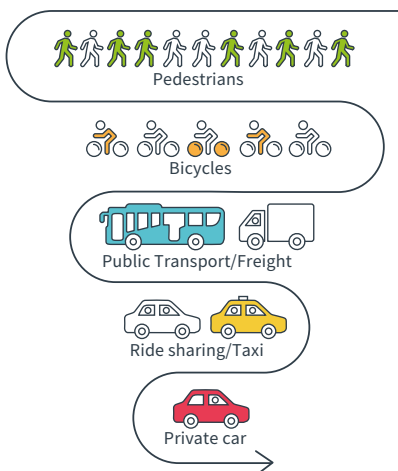 Pedestrians
Bicycles
Public Transport/Freight
Ride sharing/Taxi
Private car